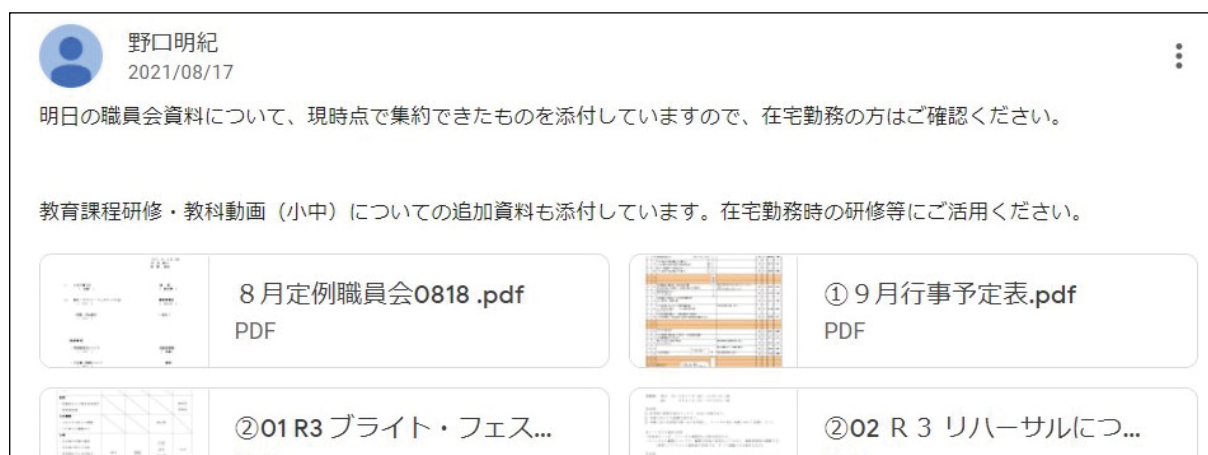 野口明紀
2021/08/17
明日の職員会資料について、現時点で集約できたものを添付していますので、在宅勤務の方はご確認ください。
教育課程研修・教科動画（小中）についての追加資料も添付しています。在宅勤務時の研修等にご活用ください。
８月定例職員会0818 .pdf
PDF
①９月行事予定表.pdf
PDF
②01 R3 ブライト・フェス...
②02 Ｒ３ リハーサルにつ...